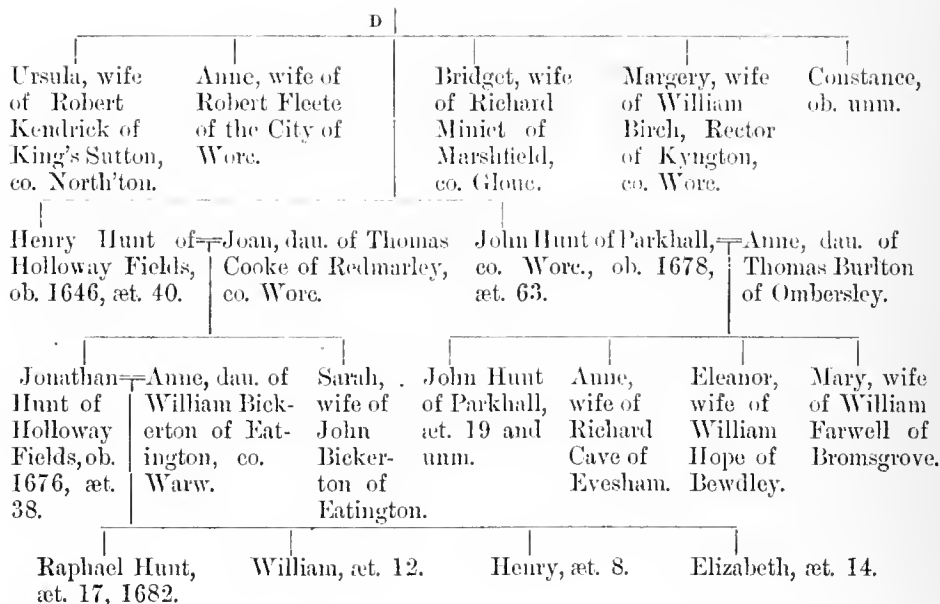 D
Ursula, wife
of Robert
Kendrick of
King's Sutton,
co. North'ton.
Anne, wife of
Robert Fleete
of the City of
Worc.
Bridget, wife
of Richard
Miniet of
Marshfield,
co. Glouc.
Margery, wife
of William
Birch, Rector
of Kyngton,
co. Worc.
Constance,
ob. unm.
Henry Hunt of
Holloway Fields,
ob. 1646, æt. 40.
Joan, dau. of Thomas
Cooke of Redmarley,
co. Worc.
John Hunt of Parkhall,
co. Worc., ob. 1678,
æt. 63.
Anne, dau. of
Thomas Burlton
of Ombersley.
Jonathan
Hunt of
Holloway
Fields, ob.
1676, æt.
38.
Anne, dau. of
William Bick-
erton of Eat-
ington, co.
Warw.
Sarah,
wife of
John
Bicker-
ton of
Eatington.
John Hunt
of Parkhall,
æt. 19 and
unm.
Anne,
wife of
Richard
Cave of
Evesham.
Eleanor,
wife of
William
Hope of
Bewdley.
Mary, wife
of William
Farwell of
Bromsgrove.
Raphael Hunt,
æt. 17, 1682.
William, æt. 12.
Henry, æt. 8.
Elizabeth, æt. 14.